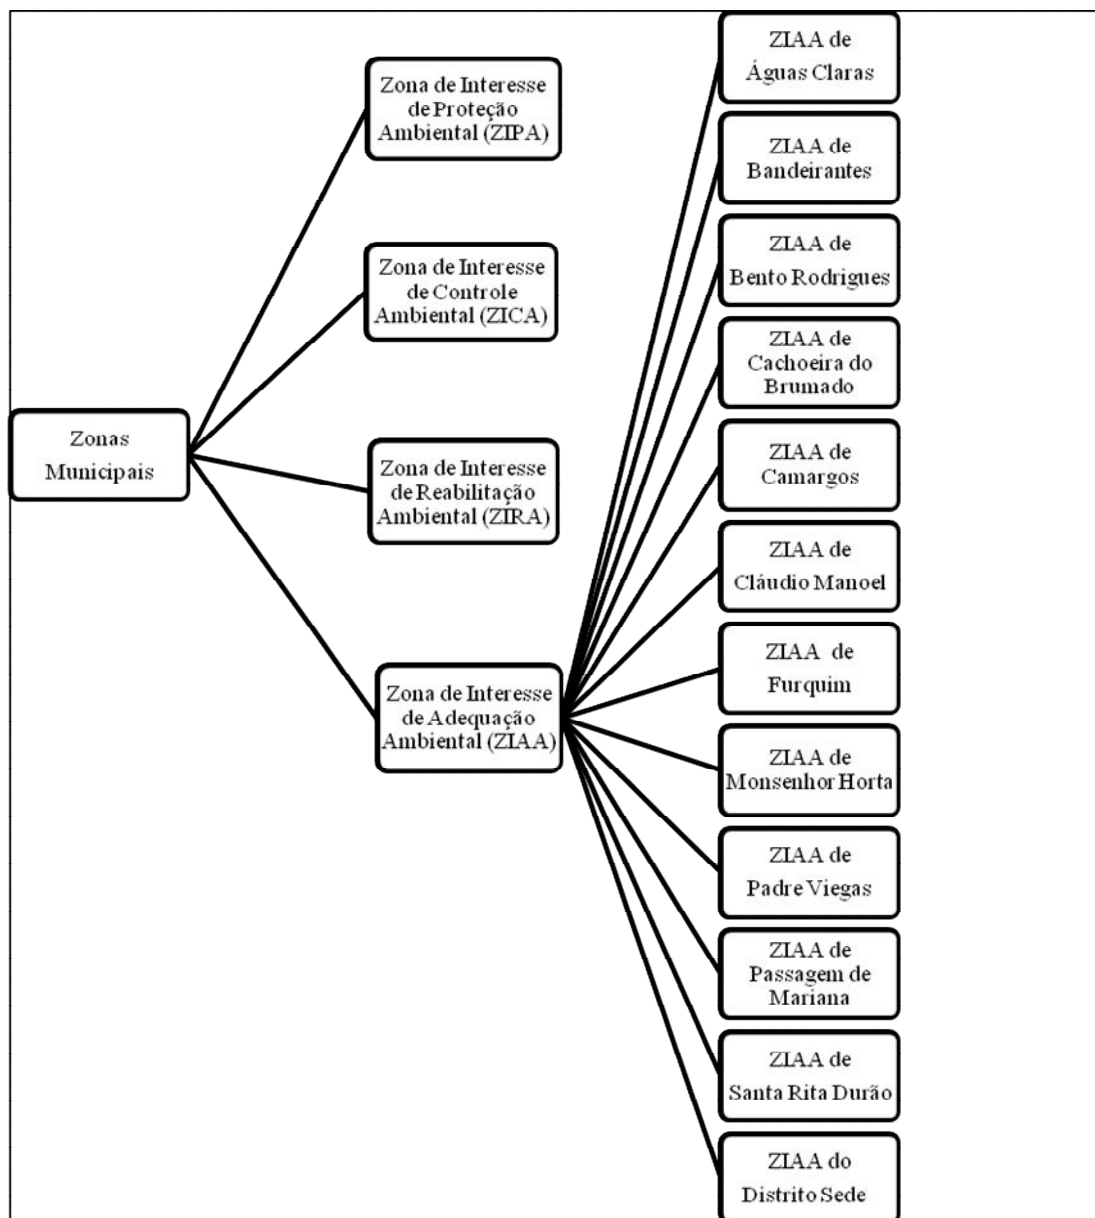 Zonas
Municipais
Zona de Interesse
de Proteção
Ambiental (ZIPA)
Zona de Interesse
de Controle
Ambiental (ZICA)
Zona de Interesse
de Reabilitação
Ambiental (ZIRA)
Zona de Interesse
de Adequação
Ambiental (ZIAA)
ZIAA de
Águas Claras
ZIAA de
Bandeirantes
ZIAA de
Bento Rodrigues
ZIAA de
Cachoeira do
Brumado
ZIAA de
Camargos
ZIAA de
Cláudio Manoel
ZIAA de
Furquim
ZIAA de
Monsenhor Horta
ZIAA de
Padre Viegas
ZIAA de
Passagem de
Mariana
ZIAA de
Santa Rita Durão
ZIAA do
Distrito Sede